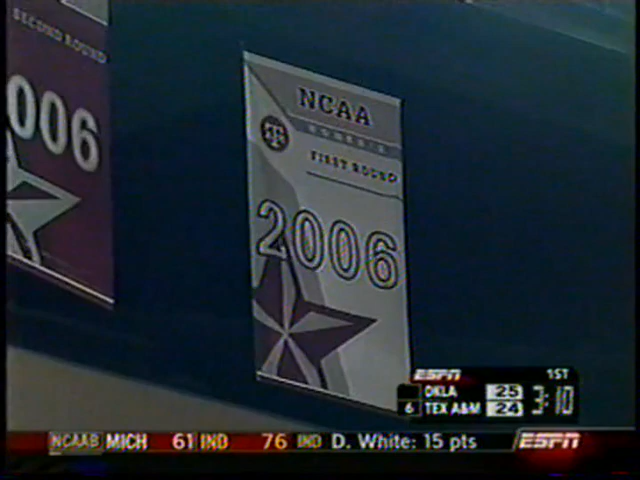 SECOND ROUND
006
NCAA
WOMEN'S
FIRST ROUND
2006
ESPN 1ST
OKLA 25 3:10
6 TEX A&M 24
NCAAB MICH 61 IND 76 IND D. White: 15 pts ESPN